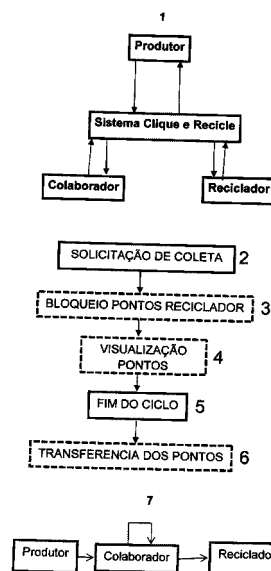 1
Produtor
Sistema Clique e Recicle
Colaborador Reciclador
SOLICITAÇÃO DE COLETA 2
BLOQUEIO PONTOS RECICLADOR 3
VISUALIZAÇÃO
PONTOS 4
FIM DO CICLO 5
TRANSFERENCIA DOS PONTOS 6
7
Produtor Colaborador Reciclado